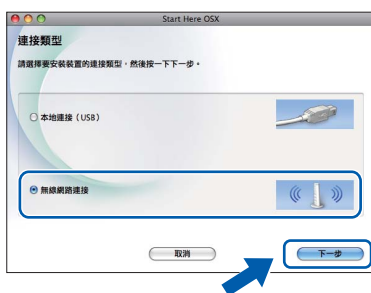 Start Here OSX
連接類型
請選擇要安裝裝置的連接類型，然後按一下下一步。
本地連接（USB）
無線網路連接
取消
下一步